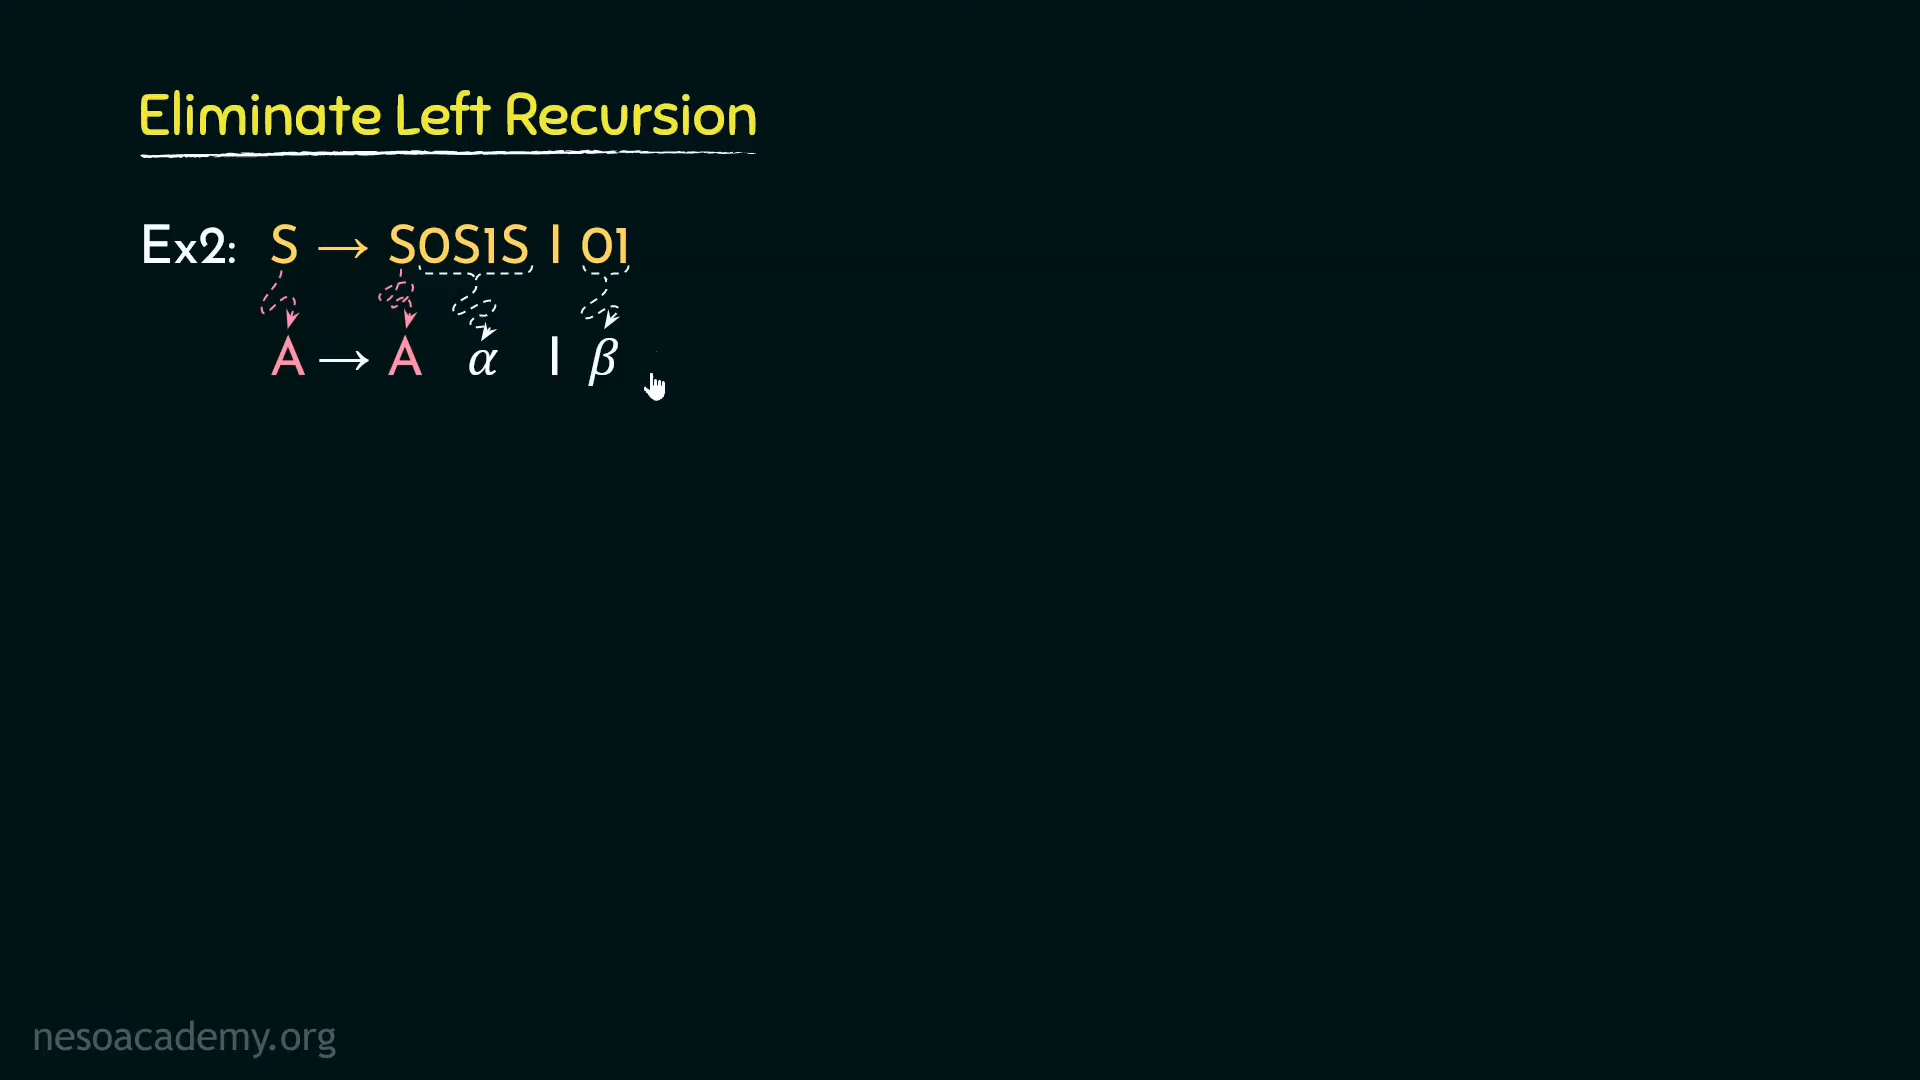 Eliminate Left Recursion
Ex2: S → S0S1S | 01
A → A α | β
nesoacademy.org